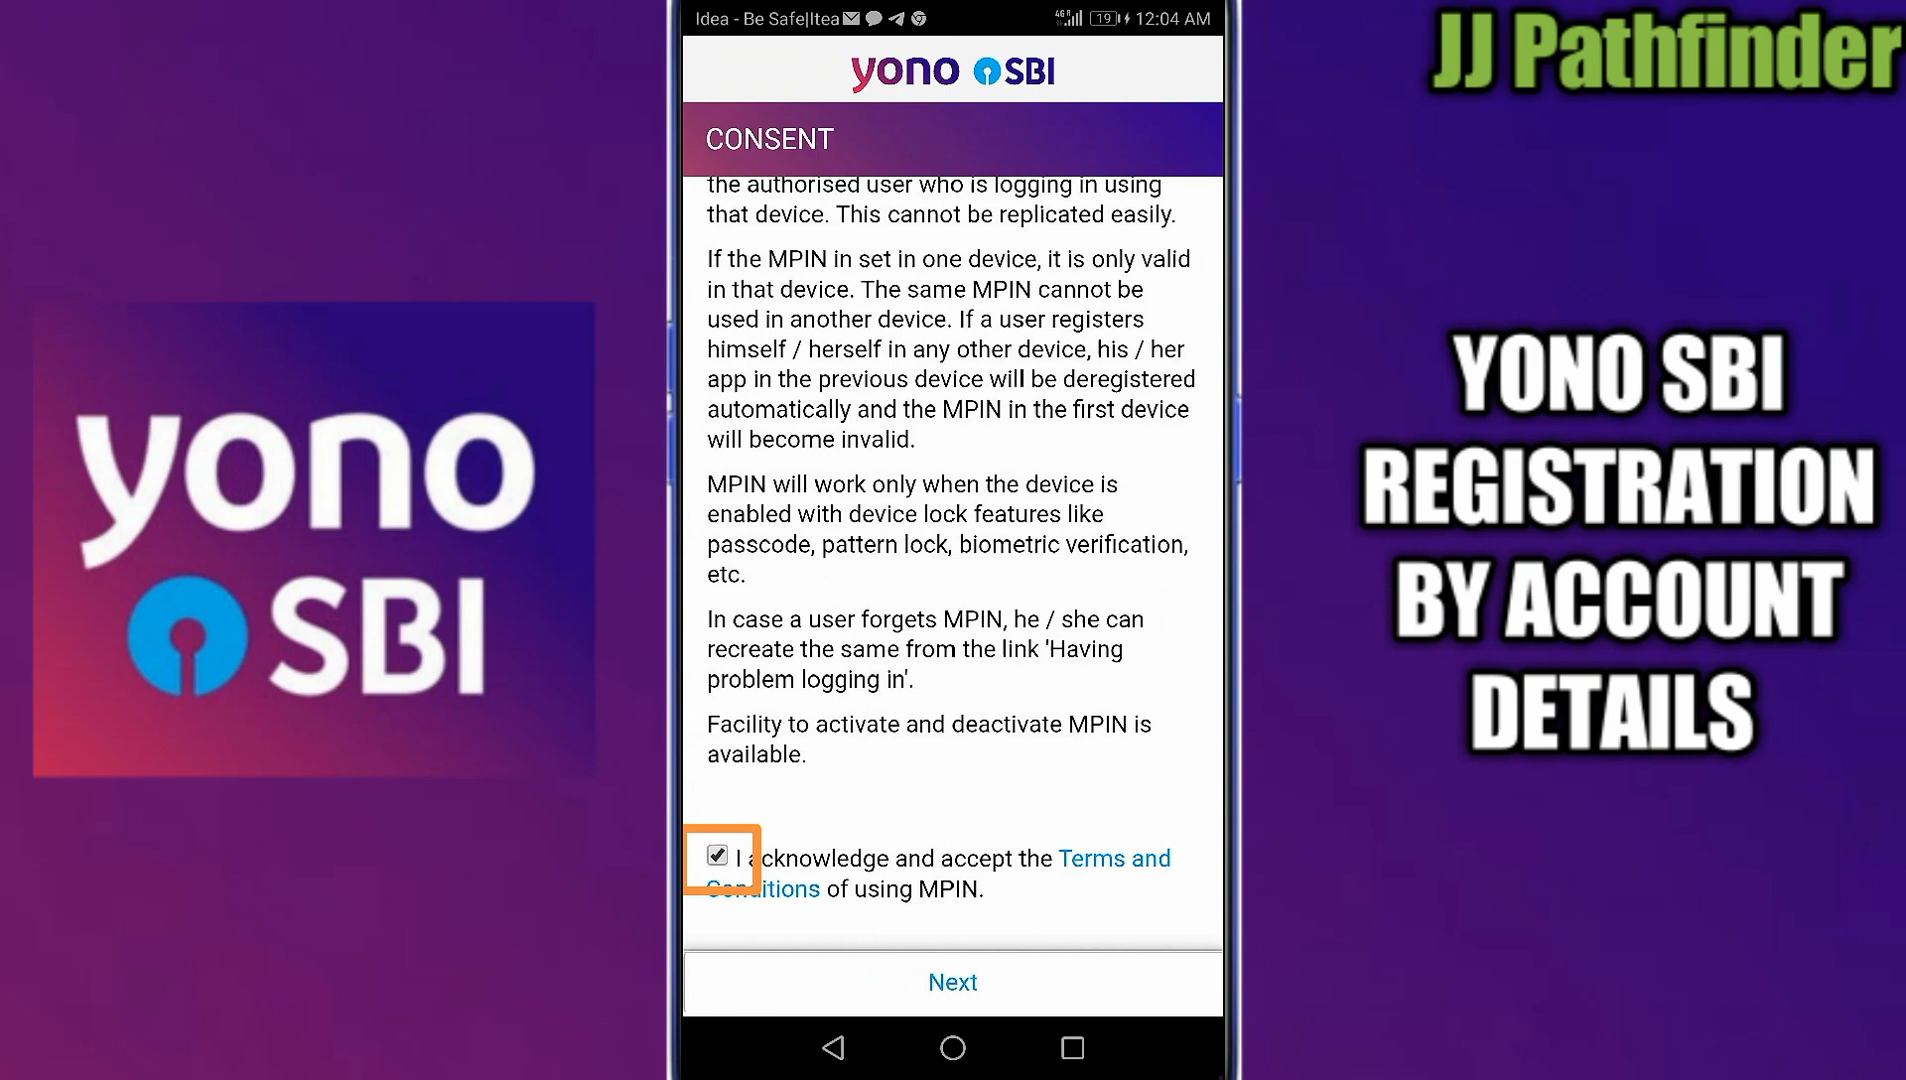 Idea - Be Safe|Itea
4G R
19
12:04 AM
JJ Pathfinder
yono SBI
CONSENT
the authorised user who is logging in using
that device. This cannot be replicated easily.
If the MPIN in set in one device, it is only valid
in that device. The same MPIN cannot be
used in another device. If a user registers
himself / herself in any other device, his / her
app in the previous device will be deregistered
automatically and the MPIN in the first device
will become invalid.
MPIN will work only when the device is
enabled with device lock features like
passcode, pattern lock, biometric verification,
etc.
In case a user forgets MPIN, he / she can
recreate the same from the link 'Having
problem logging in'.
Facility to activate and deactivate MPIN is
available.
I acknowledge and accept the Terms and
Conditions of using MPIN.
Next
yono
SBI
YONO SBI
REGISTRATION
BY ACCOUNT
DETAILS